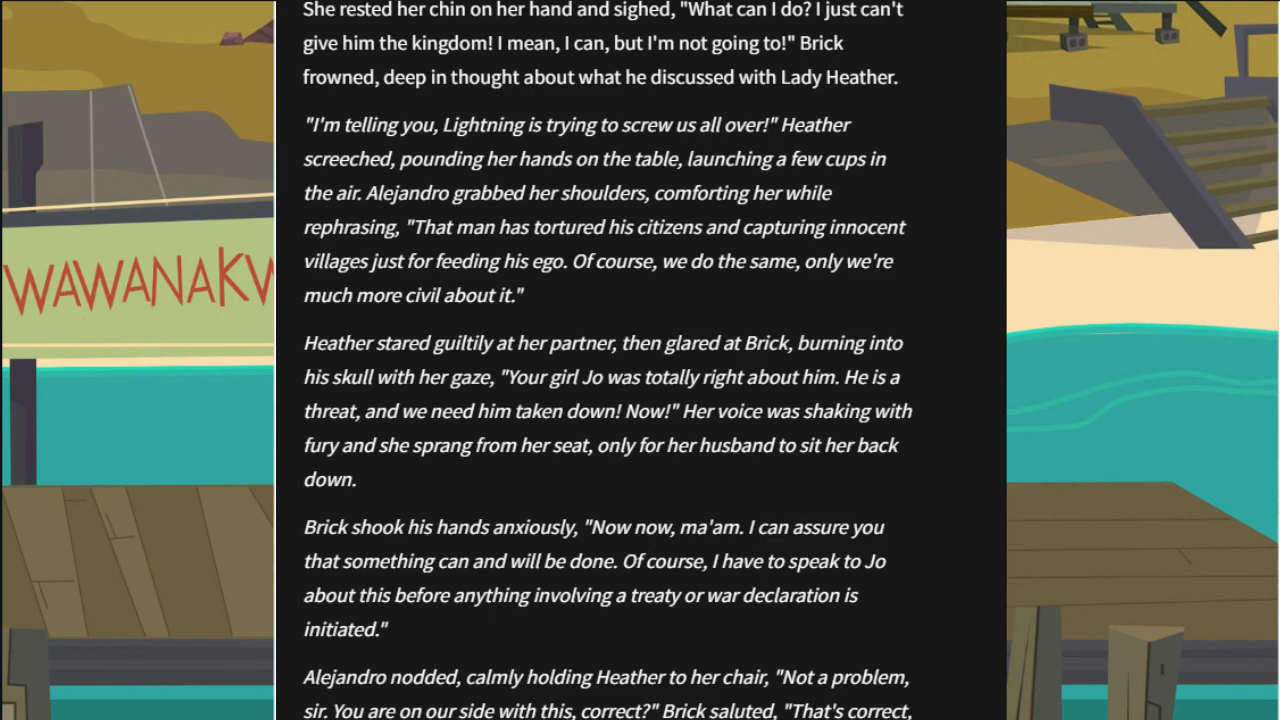 She rested her chin on her hand and sighed, "What can I do? I just can't
give him the kingdom! I mean, I can, but I'm not going to!" Brick
frowned, deep in thought about what he discussed with Lady Heather.
"I'm telling you, Lightning is trying to screw us all over!" Heather
screeched, pounding her hands on the table, launching a few cups in
the air. Alejandro grabbed her shoulders, comforting her while
rephrasing, "That man has tortured his citizens and capturing innocent
villages just for feeding his ego. Of course, we do the same, only we're
much more civil about it."
Heather stared guiltily at her partner, then glared at Brick, burning into
his skull with her gaze, "Your girl Jo was totally right about him. He is a
threat, and we need him taken down! Now!" Her voice was shaking with
fury and she sprang from her seat, only for her husband to sit her back
down.
Brick shook his hands anxiously, "Now now, ma'am. I can assure you
that something can and will be done. Of course, I have to speak to Jo
about this before anything involving a treaty or war declaration is
initiated."
Alejandro nodded, calmly holding Heather to her chair, "Not a problem,
sir. You are on our side with this, correct?" Brick saluted, "That's correct,
WAWANAKW